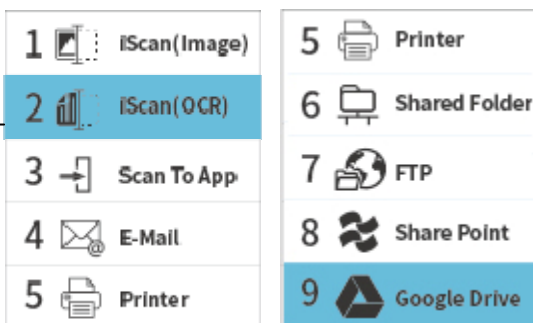 1 iScan(Image)
2 iScan(OCR)
3 Scan To App
4 E-Mail
5 Printer
5 Printer
6 Shared Folder
7 FTP
8 Share Point
9 Google Drive